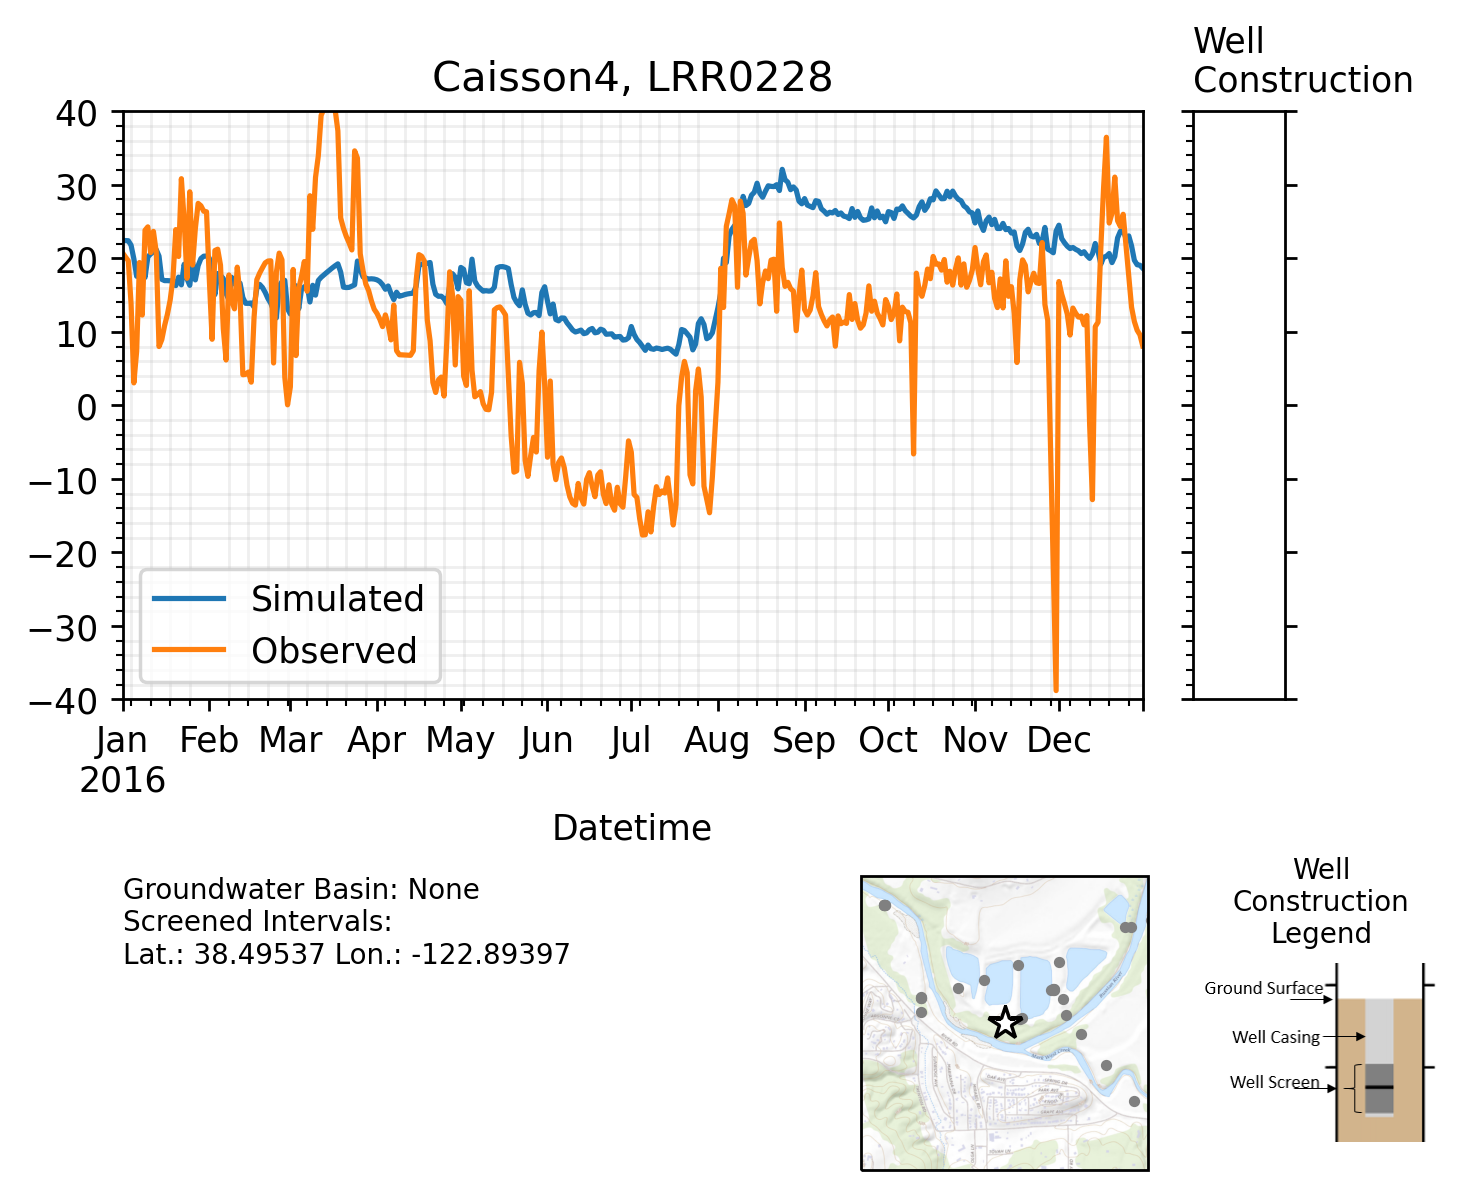 Well
Construction
Caisson4, LRR0228
40
30
20
10
0
−10
−20
−30
−40
Simulated
Observed
Jan Feb Mar Apr May Jun Jul Aug Sep Oct Nov Dec
2016
Datetime
Groundwater Basin: None
Screened Intervals:
Lat.: 38.49537 Lon.: -122.89397
Well
Construction
Legend
Ground Surface
Well Casing
Well Screen